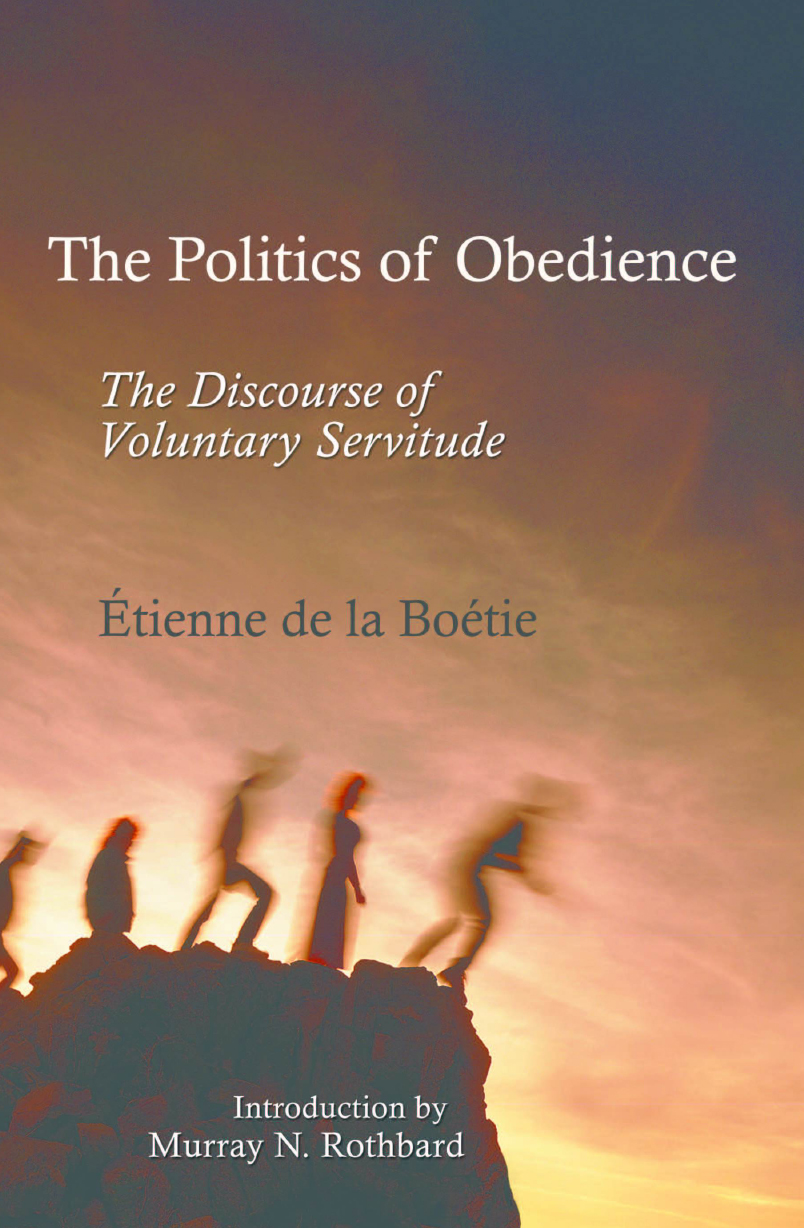 The Politics of Obedience
The Discourse of
Voluntary Servitude
Étienne de la Boétie
Introduction by
Murray N. Rothbard